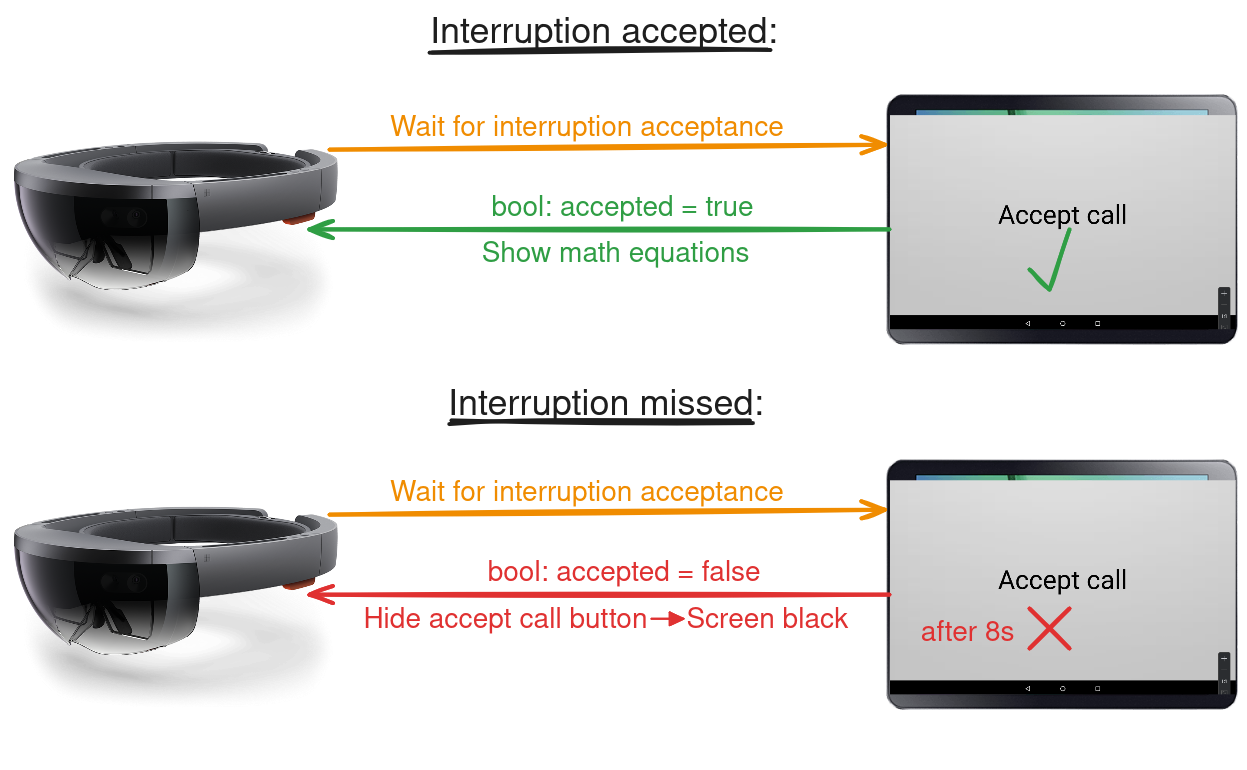 Interruption accepted:
Wait for interruption acceptance
bool: accepted = true
Show math equations
Accept call
Interruption missed:
Wait for interruption acceptance
bool: accepted = false
Hide accept call button→Screen black
Accept call
after 8s